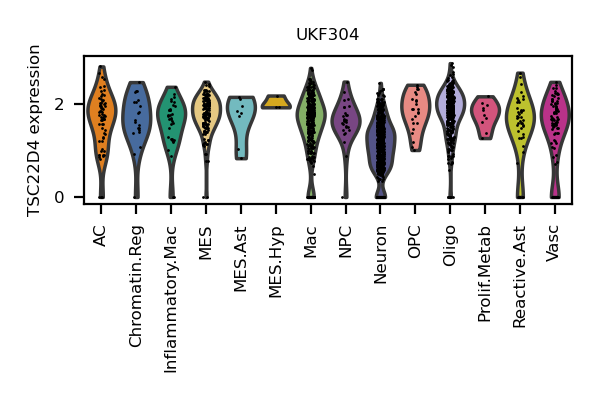 UKF304
TSC22D4 expression
2
0
AC
Chromatin.Reg
Inflammatory.Mac
MES
MES.Ast
MES.Hyp
Mac
NPC
Neuron
OPC
Oligo
Prolif.Metab
Reactive.Ast
Vasc